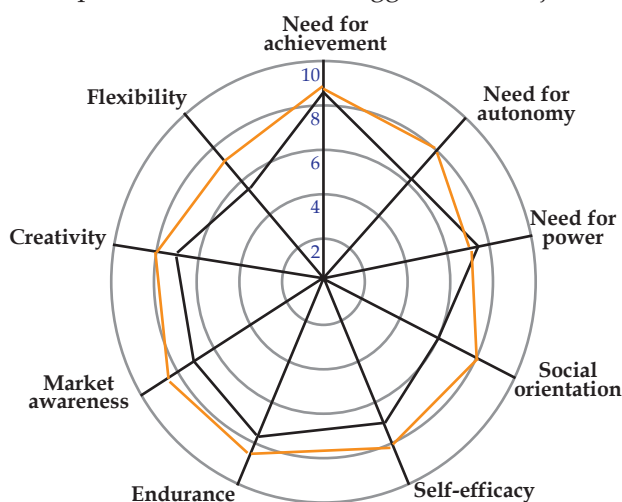 Need for
achievement
10
Flexibility
Need for
autonomy
8
6
Need for
power
4
Creativity
2
Social
orientation
Market
awareness
Self-efficacy
Endurance